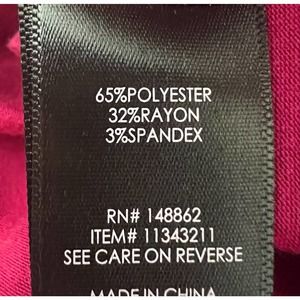 65%POLYESTER
32%RAYON
3%SPANDEX
RN# 148862
ITEM# 11343211
SEE CARE ON REVERSE
MADE IN CHINA